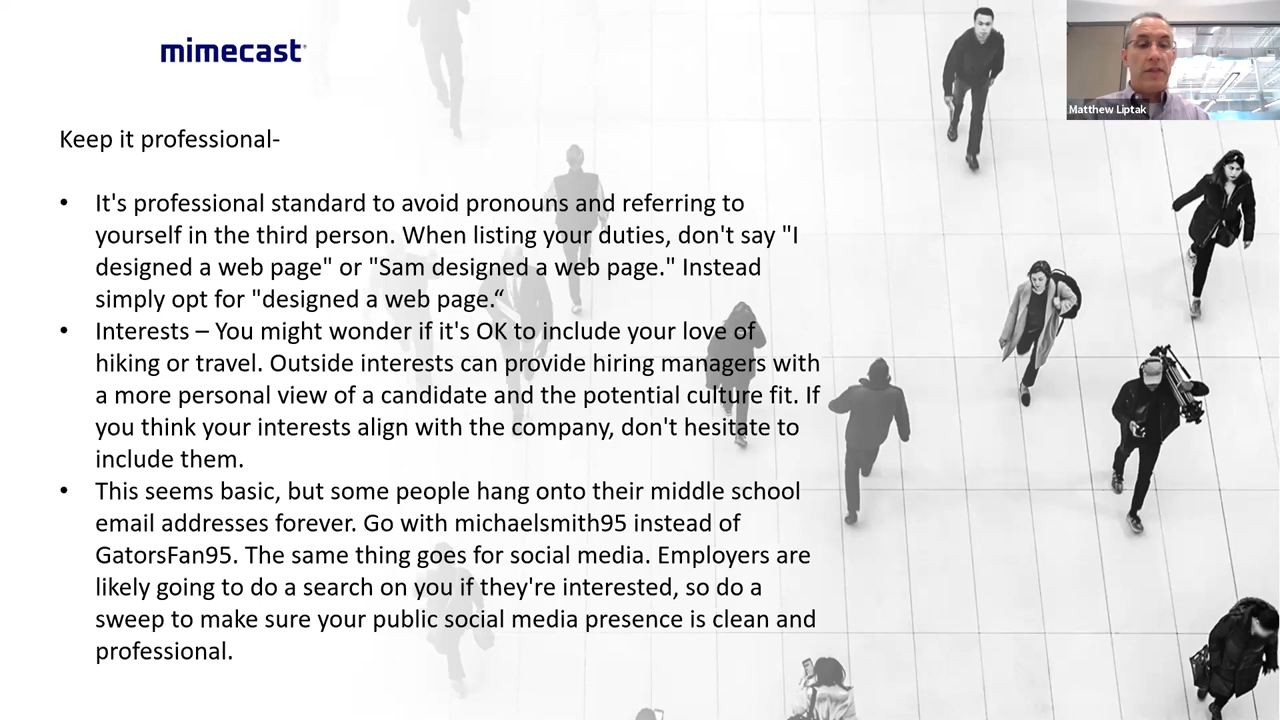 mimecast
Matthew Liptak
Keep it professional-
• It's professional standard to avoid pronouns and referring to
yourself in the third person. When listing your duties, don't say "I
designed a web page" or "Sam designed a web page." Instead
simply opt for "designed a web page.“
• Interests – You might wonder if it's OK to include your love of
hiking or travel. Outside interests can provide hiring managers with
a more personal view of a candidate and the potential culture fit. If
you think your interests align with the company, don't hesitate to
include them.
• This seems basic, but some people hang onto their middle school
email addresses forever. Go with michaelsmith95 instead of
GatorsFan95. The same thing goes for social media. Employers are
likely going to do a search on you if they're interested, so do a
sweep to make sure your public social media presence is clean and
professional.